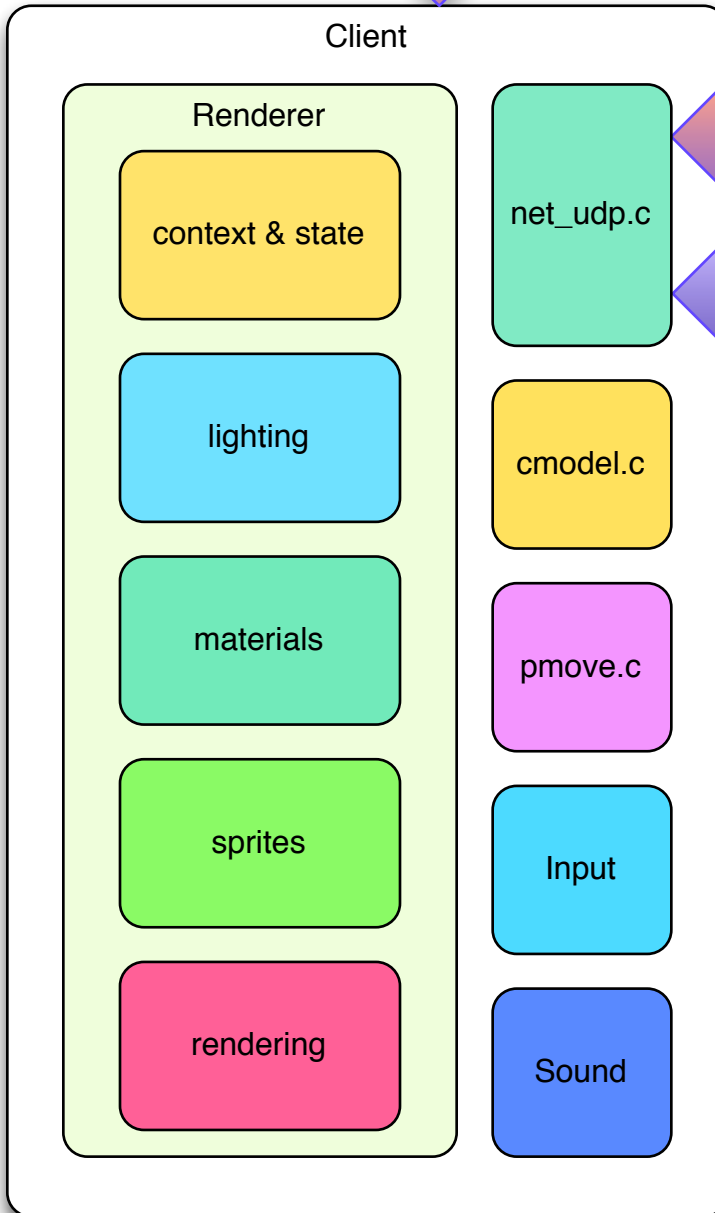 Client
Renderer
context & state
lighting
materials
sprites
rendering
net_udp.c
cmodel.c
pmove.c
Input
Sound